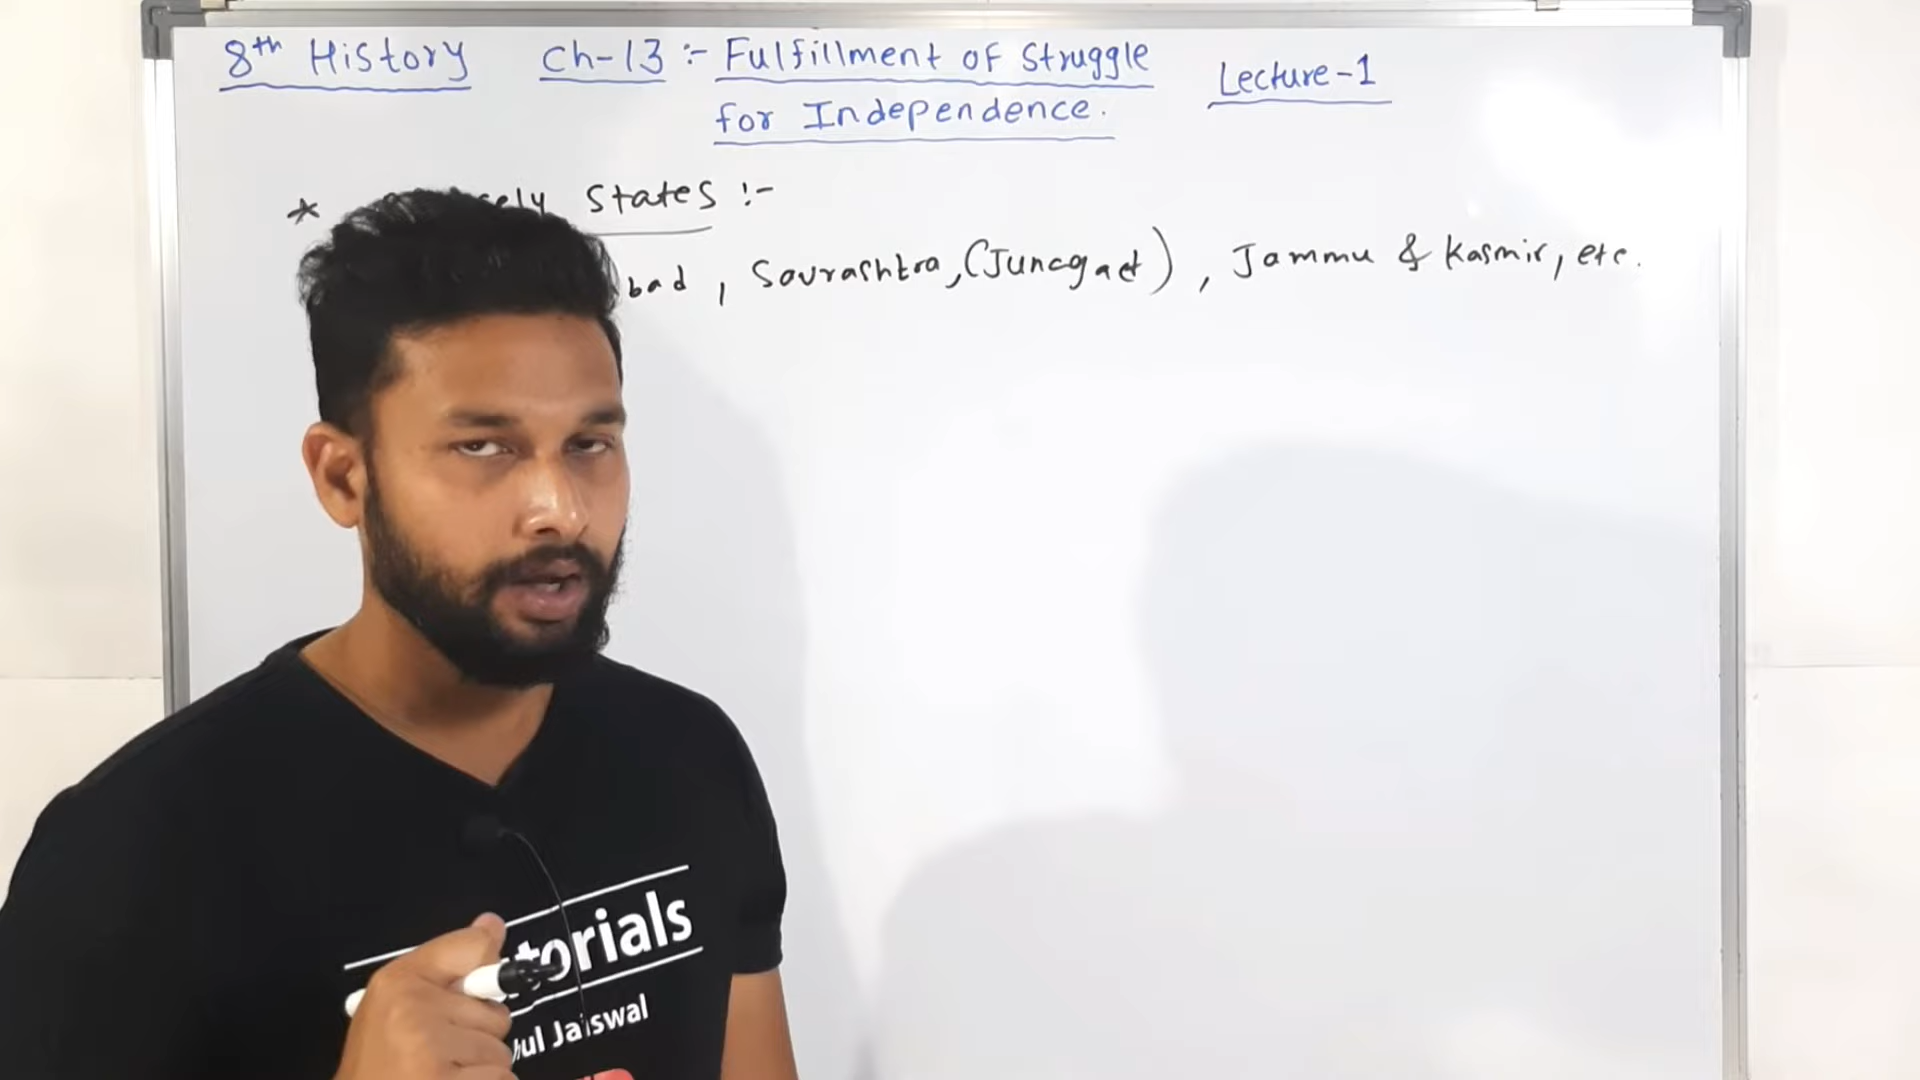 8th History Ch-13 :- Fulfillment of Struggle
for Independence.
Lecture-1
* States :-
bad, Sourashtra, (Junagad), Jammu & Kasmir, etc.
torials
Jaiswal